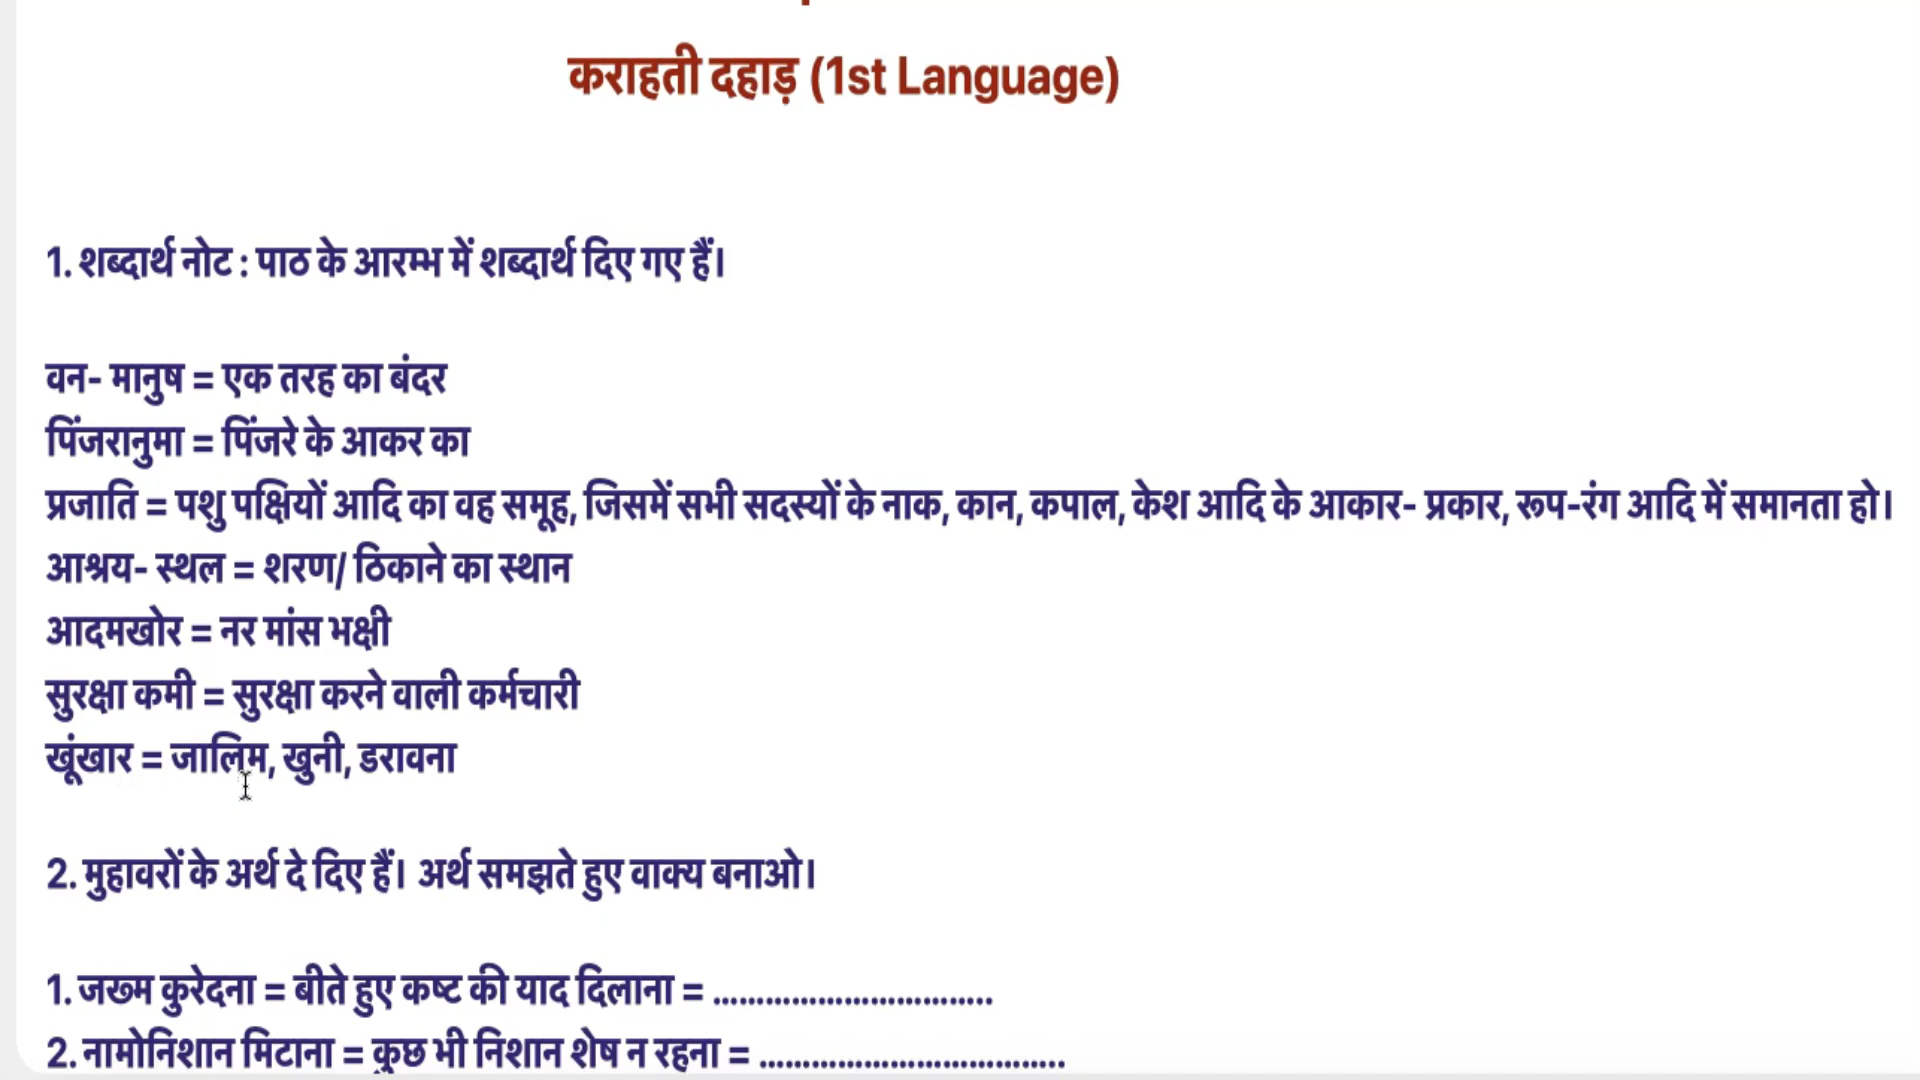 कराहती दहाड़ (1st Language)
1. शब्दार्थ नोट : पाठ के आरम्भ में शब्दार्थ दिए गए हैं।
वन- मानुष = एक तरह का बंदर
पिंजरानुमा = पिंजरे के आकर का
प्रजाति = पशु पक्षियों आदि का वह समूह, जिसमें सभी सदस्यों के नाक, कान, कपाल, केश आदि के आकार- प्रकार, रूप-रंग आदि में समानता हो।
आश्रय- स्थल = शरण/ ठिकाने का स्थान
आदमखोर = नर मांस भक्षी
सुरक्षा कमी = सुरक्षा करने वाली कर्मचारी
खूंखार = जालिम, खुनी, डरावना
2. मुहावरों के अर्थ दे दिए हैं। अर्थ समझते हुए वाक्य बनाओ।
1. जख्म कुरेदना = बीते हुए कष्ट की याद दिलाना = ................................
2. नामोनिशान मिटाना = कुछ भी निशान शेष न रहना = ...................................